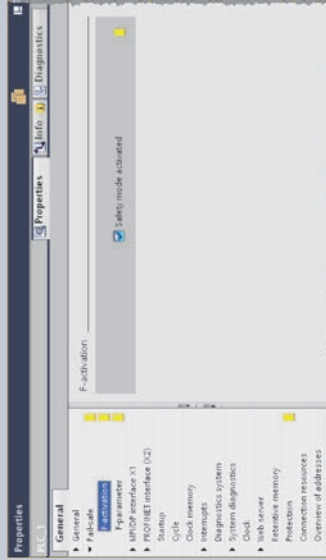 Properties
PLC_1
Properties
Info
Diagnostics
General
General
Fail-safe
F-activation
F-parameter
MPI/DP interface X1
PROFINET interface (X2)
Startup
Cycle
Clock memory
Interrupts
Diagnostics system
System diagnostics
Clock
Web server
Retentive memory
Protection
Connection resources
Overview of addresses
F-activation
Safety mode activated